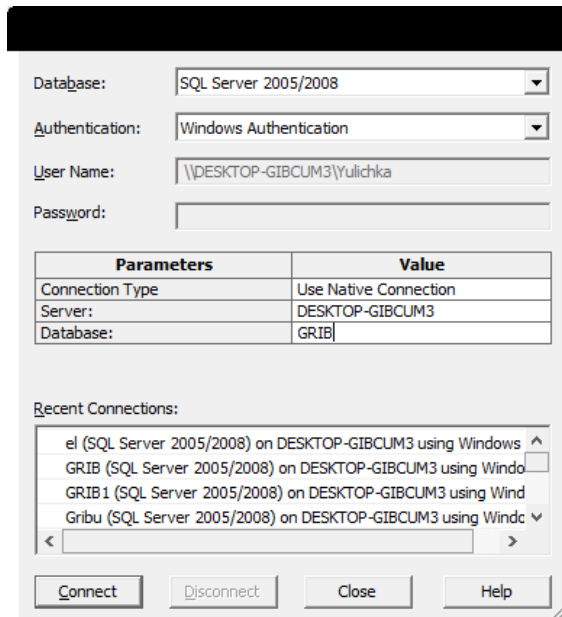 Database: SQL Server 2005/2008
Authentication: Windows Authentication
User Name: \\DESKTOP-GIBCUM3\Yulichka
Password:
Parameters Value
Connection Type Use Native Connection
Server: DESKTOP-GIBCUM3
Database: GRIB
Recent Connections:
el (SQL Server 2005/2008) on DESKTOP-GIBCUM3 using Windows
GRIB (SQL Server 2005/2008) on DESKTOP-GIBCUM3 using Windo
GRIB1 (SQL Server 2005/2008) on DESKTOP-GIBCUM3 using Wind
Gribu (SQL Server 2005/2008) on DESKTOP-GIBCUM3 using Windo
Connect Disconnect Close Help